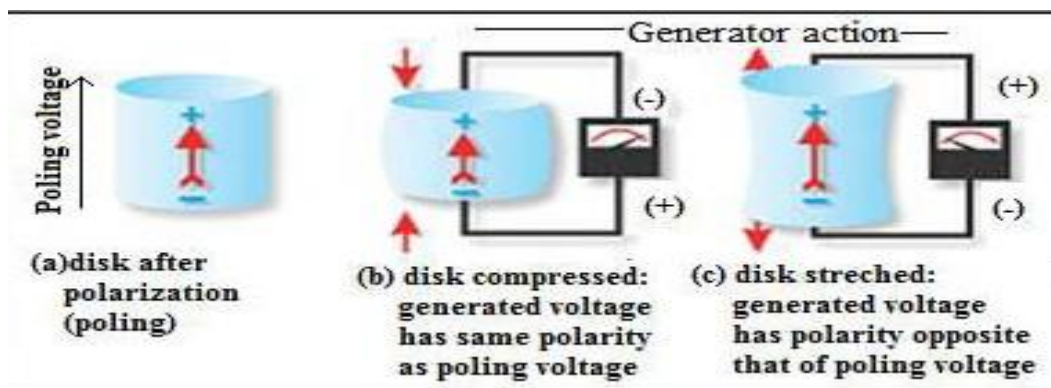 Generator action
Poling voltage
+
-
(a)disk after
polarization
(poling)
(-)
+
-
(+)
(b) disk compressed:
generated voltage
has same polarity
as poling voltage
(+)
+
-
(-)
(c) disk streched:
generated voltage
has polarity opposite
that of poling voltage